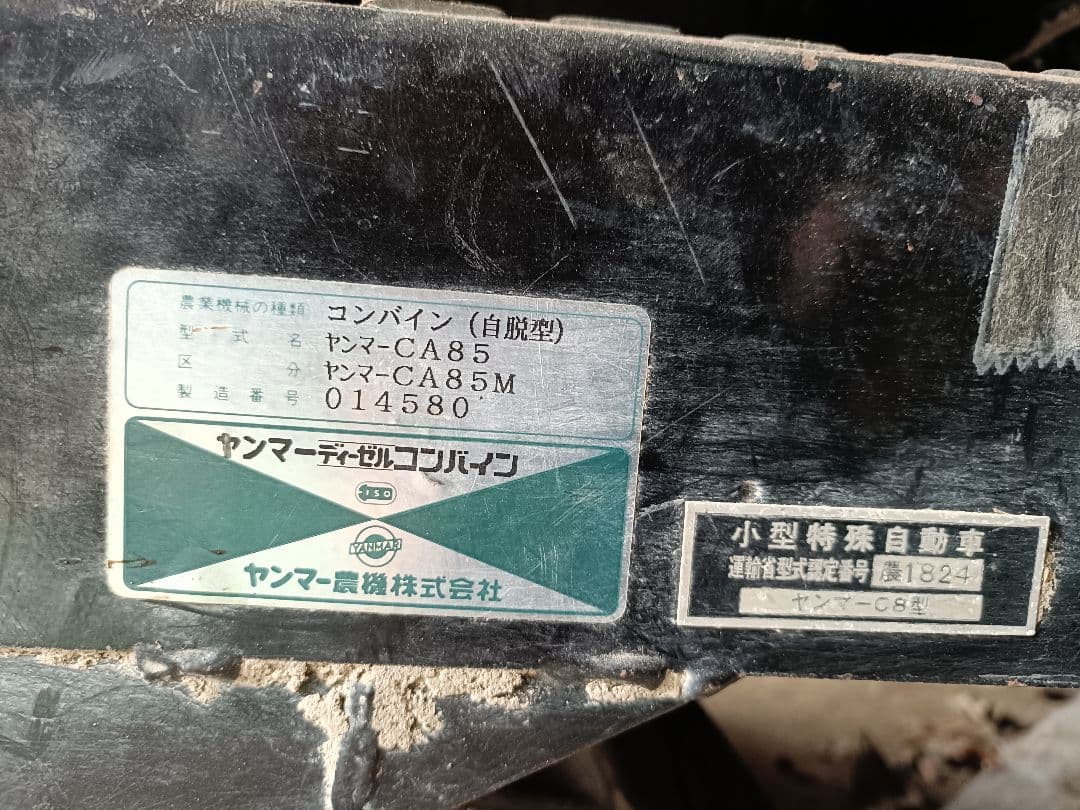 農業機械の種類 コンバイン (自脱型)
型式名 ヤンマーCA85
区分 ヤンマーCA85M
製造番号 014580
ヤンマーディーゼルコンバイン
ISO
YANMAR
ヤンマー農機株式会社
小型特殊自動車
運輸省型式認定番号 農1824
ヤンマーC8型